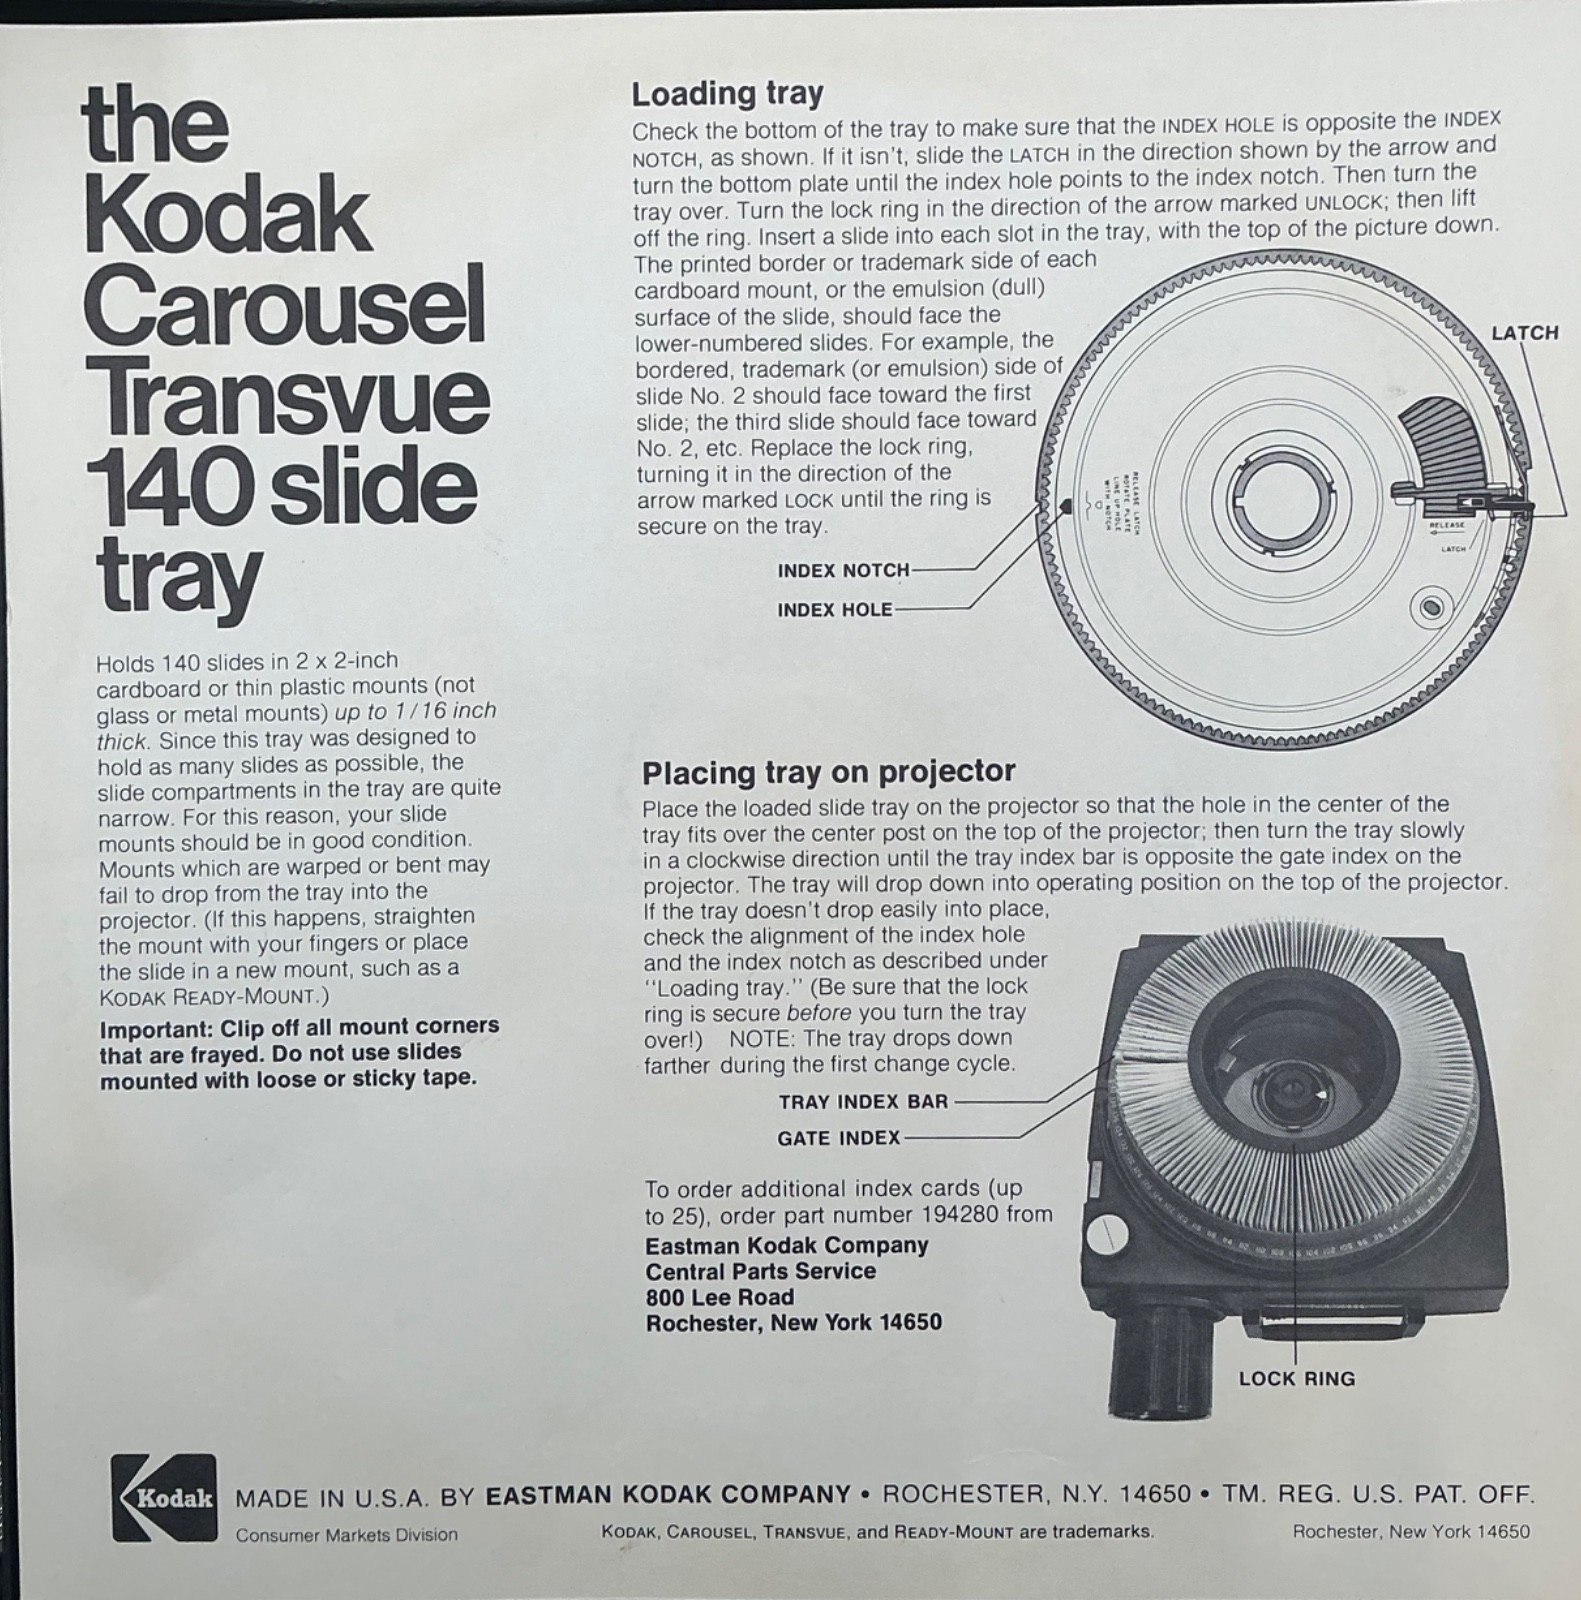 the
Kodak
Carousel
Transvue
140 slide
tray
Holds 140 slides in 2 x 2-inch
cardboard or thin plastic mounts (not
glass or metal mounts) up to 1/16 inch
thick. Since this tray was designed to
hold as many slides as possible, the
slide compartments in the tray are quite
narrow. For this reason, your slide
mounts should be in good condition.
Mounts which are warped or bent may
fail to drop from the tray into the
projector. (If this happens, straighten
the mount with your fingers or place
the slide in a new mount, such as a
KODAK READY-MOUNT.)
Important: Clip off all mount corners
that are frayed. Do not use slides
mounted with loose or sticky tape.
Loading tray
Check the bottom of the tray to make sure that the INDEX HOLE is opposite the INDEX
NOTCH, as shown. If it isn't, slide the LATCH in the direction shown by the arrow and
turn the bottom plate until the index hole points to the index notch. Then turn the
tray over. Turn the lock ring in the direction of the arrow marked UNLOCK; then lift
off the ring. Insert a slide into each slot in the tray, with the top of the picture down.
The printed border or trademark side of each
cardboard mount, or the emulsion (dull)
surface of the slide, should face the
lower-numbered slides. For example, the
bordered, trademark (or emulsion) side of
slide No. 2 should face toward the first
slide; the third slide should face toward
No. 2, etc. Replace the lock ring,
turning it in the direction of the
arrow marked LOCK until the ring is
secure on the tray.
LATCH
RELEASE LATCH
ROTATE PLATE
LINE UP HOLE
WITH NOTCH
RELEASE
LATCH
INDEX NOTCH
INDEX HOLE
Placing tray on projector
Place the loaded slide tray on the projector so that the hole in the center of the
tray fits over the center post on the top of the projector; then turn the tray slowly
in a clockwise direction until the tray index bar is opposite the gate index on the
projector. The tray will drop down into operating position on the top of the projector.
If the tray doesn't drop easily into place,
check the alignment of the index hole
and the index notch as described under
"Loading tray." (Be sure that the lock
ring is secure before you turn the tray
over!) NOTE: The tray drops down
farther during the first change cycle.
TRAY INDEX BAR
GATE INDEX
To order additional index cards (up
to 25), order part number 194280 from
Eastman Kodak Company
Central Parts Service
800 Lee Road
Rochester, New York 14650
LOCK RING
Kodak
MADE IN U.S.A. BY EASTMAN KODAK COMPANY • ROCHESTER, N.Y. 14650 • TM. REG. U.S. PAT. OFF.
Consumer Markets Division
KODAK, CAROUSEL, TRANSVUE, and READY-MOUNT are trademarks.
Rochester, New York 14650